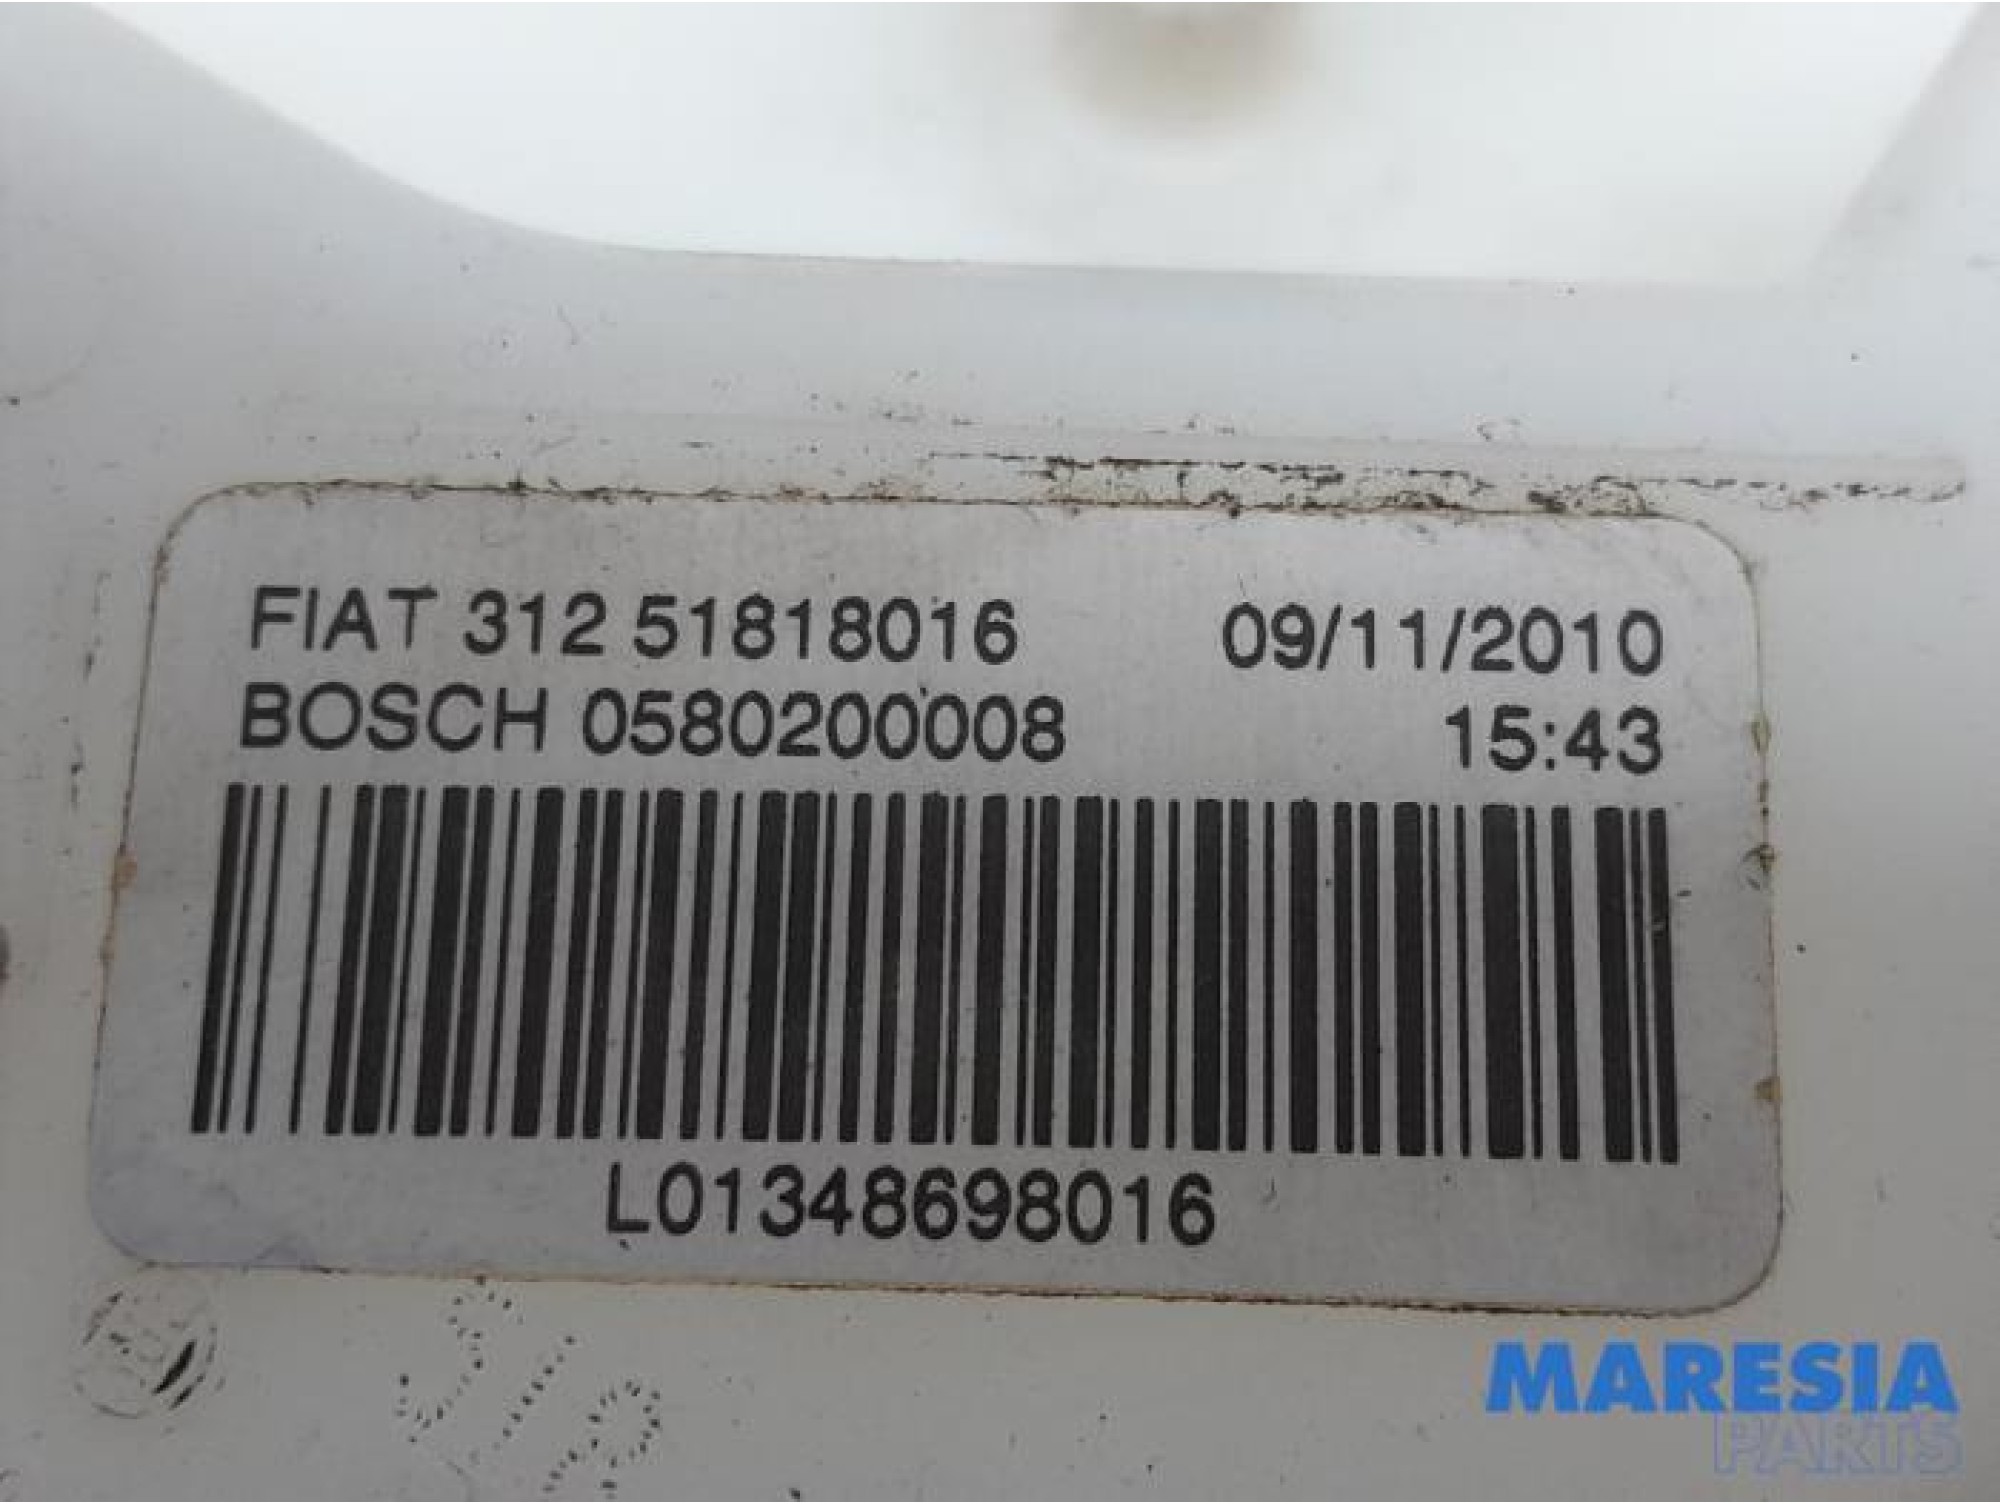 FIAT 312 51818016 09/11/2010
BOSCH 0580200008 15:43
L01348698016
MARESIA
PARTS